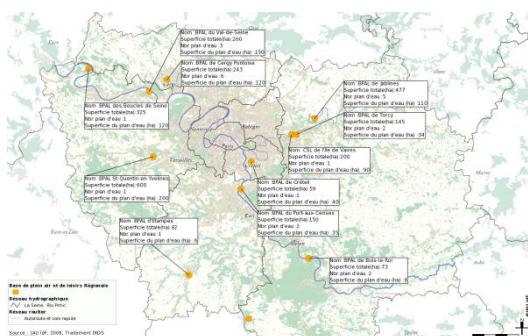 Nom :BPAL du Val-de-Seine
Superficie totale(ha) :260
Nbr plan d'eau :3
Superficie du plan d'eau (ha) : 150
Nom :BPAL de Cergy Pontoise
Superficie totale(ha) :243
Nbr plan d'eau :6
Superficie du plan d'eau (ha) : 120
Nom :BPAL de Jablines
Superficie totale(ha) :477
Nbr plan d'eau : 5
Superficie du plan d'eau (ha) : 110
Nom :BPAL des Boucles de Seine
Superficie totale(ha) :325
Nbr plan d'eau :1
Superficie du plan d'eau (ha) : 120
Nom :BPAL de Torcy
Superficie totale(ha) :145
Nbr plan d'eau : 2
Superficie du plan d'eau (ha) : 34
Nom : CSL de l'Ile de Vaires
Superficie totale(ha) :200
Nbr plan d'eau :1
Superficie du plan d'eau (ha) : 90
Nom :BPAL St Quentin-en-Yvelines
Superficie totale(ha) :600
Nbr plan d'eau :1
Superficie du plan d'eau (ha) : 200
Nom :BPAL de Créteil
Superficie totale(ha) :59
Nbr plan d'eau :1
Superficie du plan d'eau (ha) : 40
Nom :BPAL du Port-aux-Cerises
Superficie totale(ha) :150
Nbr plan d'eau : 2
Superficie du plan d'eau (ha) : 35
Nom :BPAL d'Etampes
Superficie totale(ha) :82
Nbr plan d'eau :1
Superficie du plan d'eau (ha) : 6
Nom :BPAL de Bois-le-Roi
Superficie totale(ha) :73
Nbr plan d'eau : 2
Superficie du plan d'eau (ha) : 8
Versailles
Paris
Marne
Eure-et-Loir
Aube
Yonne
Base de plein air et de loisirs Régionale
Réseau hydrographique
La Seine - Riv Princ
Réseau routier
Autoroute et voie rapide
Source : IAU îdF, 2008, Traitement IRDS